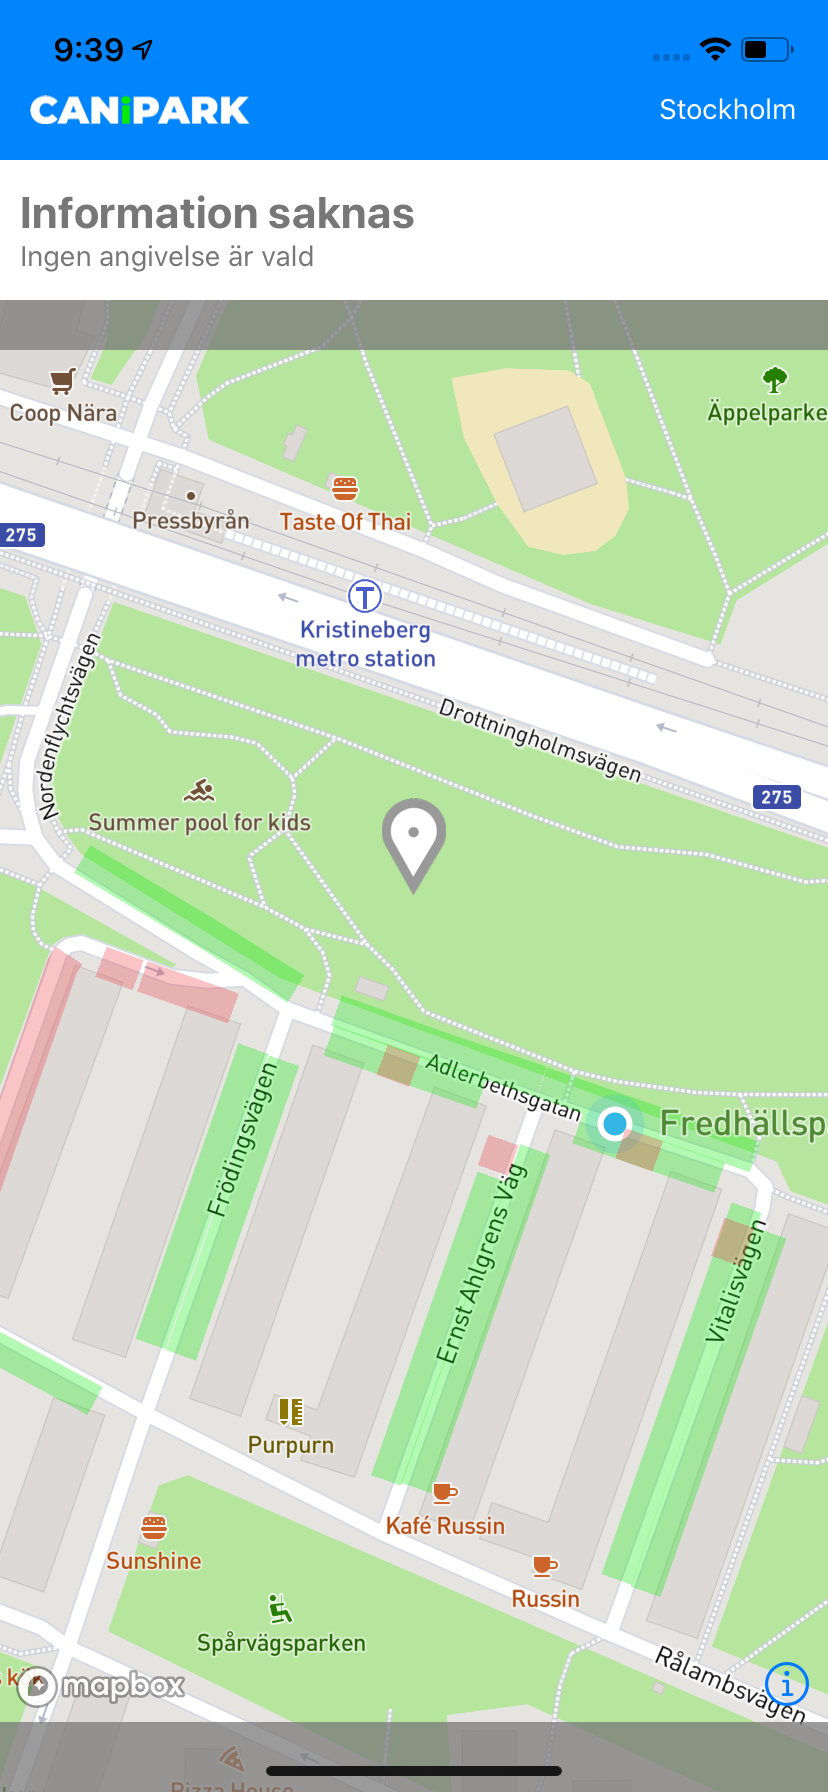 9:39
CANiPARK
Stockholm
Information saknas
Ingen angivelse är vald
Coop Nära
Äppelparke
Pressbyrån
Taste Of Thai
275
Kristineberg
metro station
Nordenflychtsvägen
Drottningholmsvägen
275
Summer pool for kids
Adlerbethsgatan
Fredhällsp
Frödingsvägen
Ernst Ahlgrens Väg
Vitalisvägen
Purpurn
Kafé Russin
Sunshine
Russin
Spårvägsparken
Rålambsvägen
mapbox
Pizza House